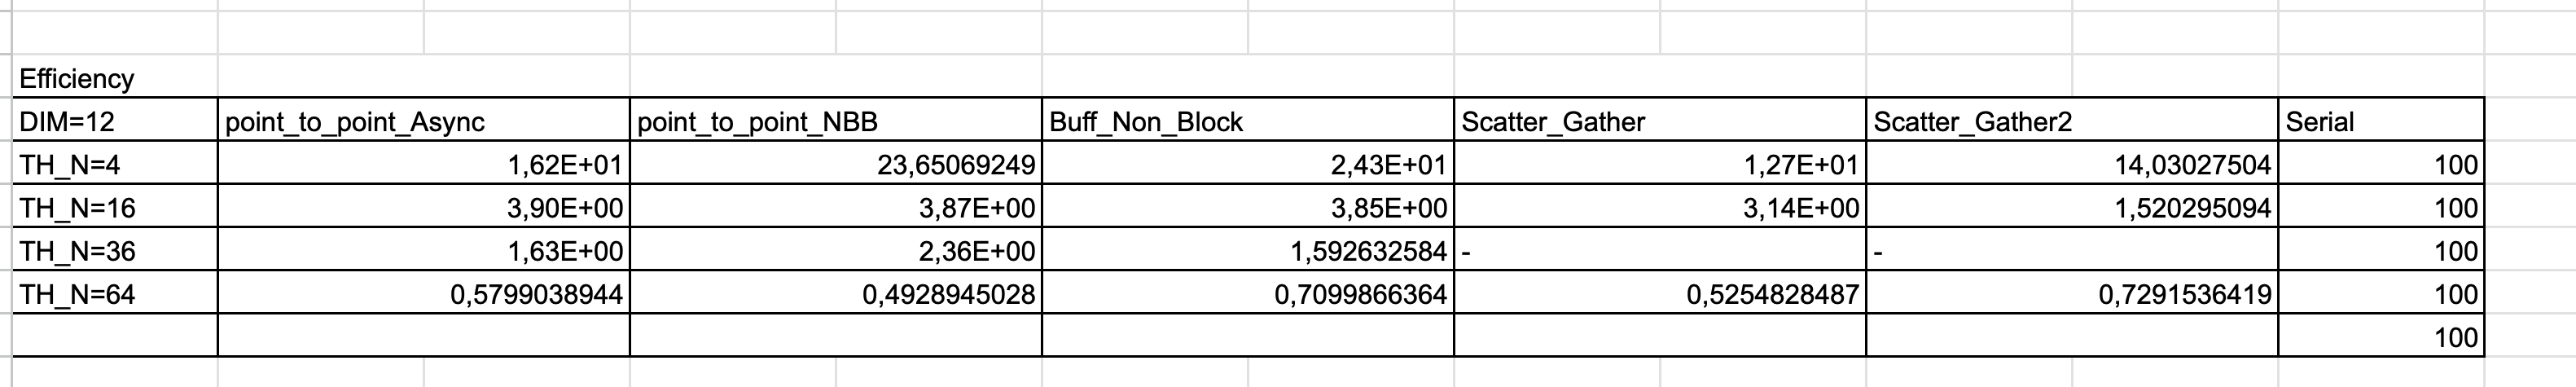 Efficiency
DIM=12 point_to_point_Async point_to_point_NBB Buff_Non_Block Scatter_Gather Scatter_Gather2 Serial
TH_N=4 1,62E+01 23,65069249 2,43E+01 1,27E+01 14,03027504 100
TH_N=16 3,90E+00 3,87E+00 3,85E+00 3,14E+00 1,520295094 100
TH_N=36 1,63E+00 2,36E+00 1,592632584 - - 100
TH_N=64 0,5799038944 0,4928945028 0,7099866364 0,5254828487 0,7291536419 100
100